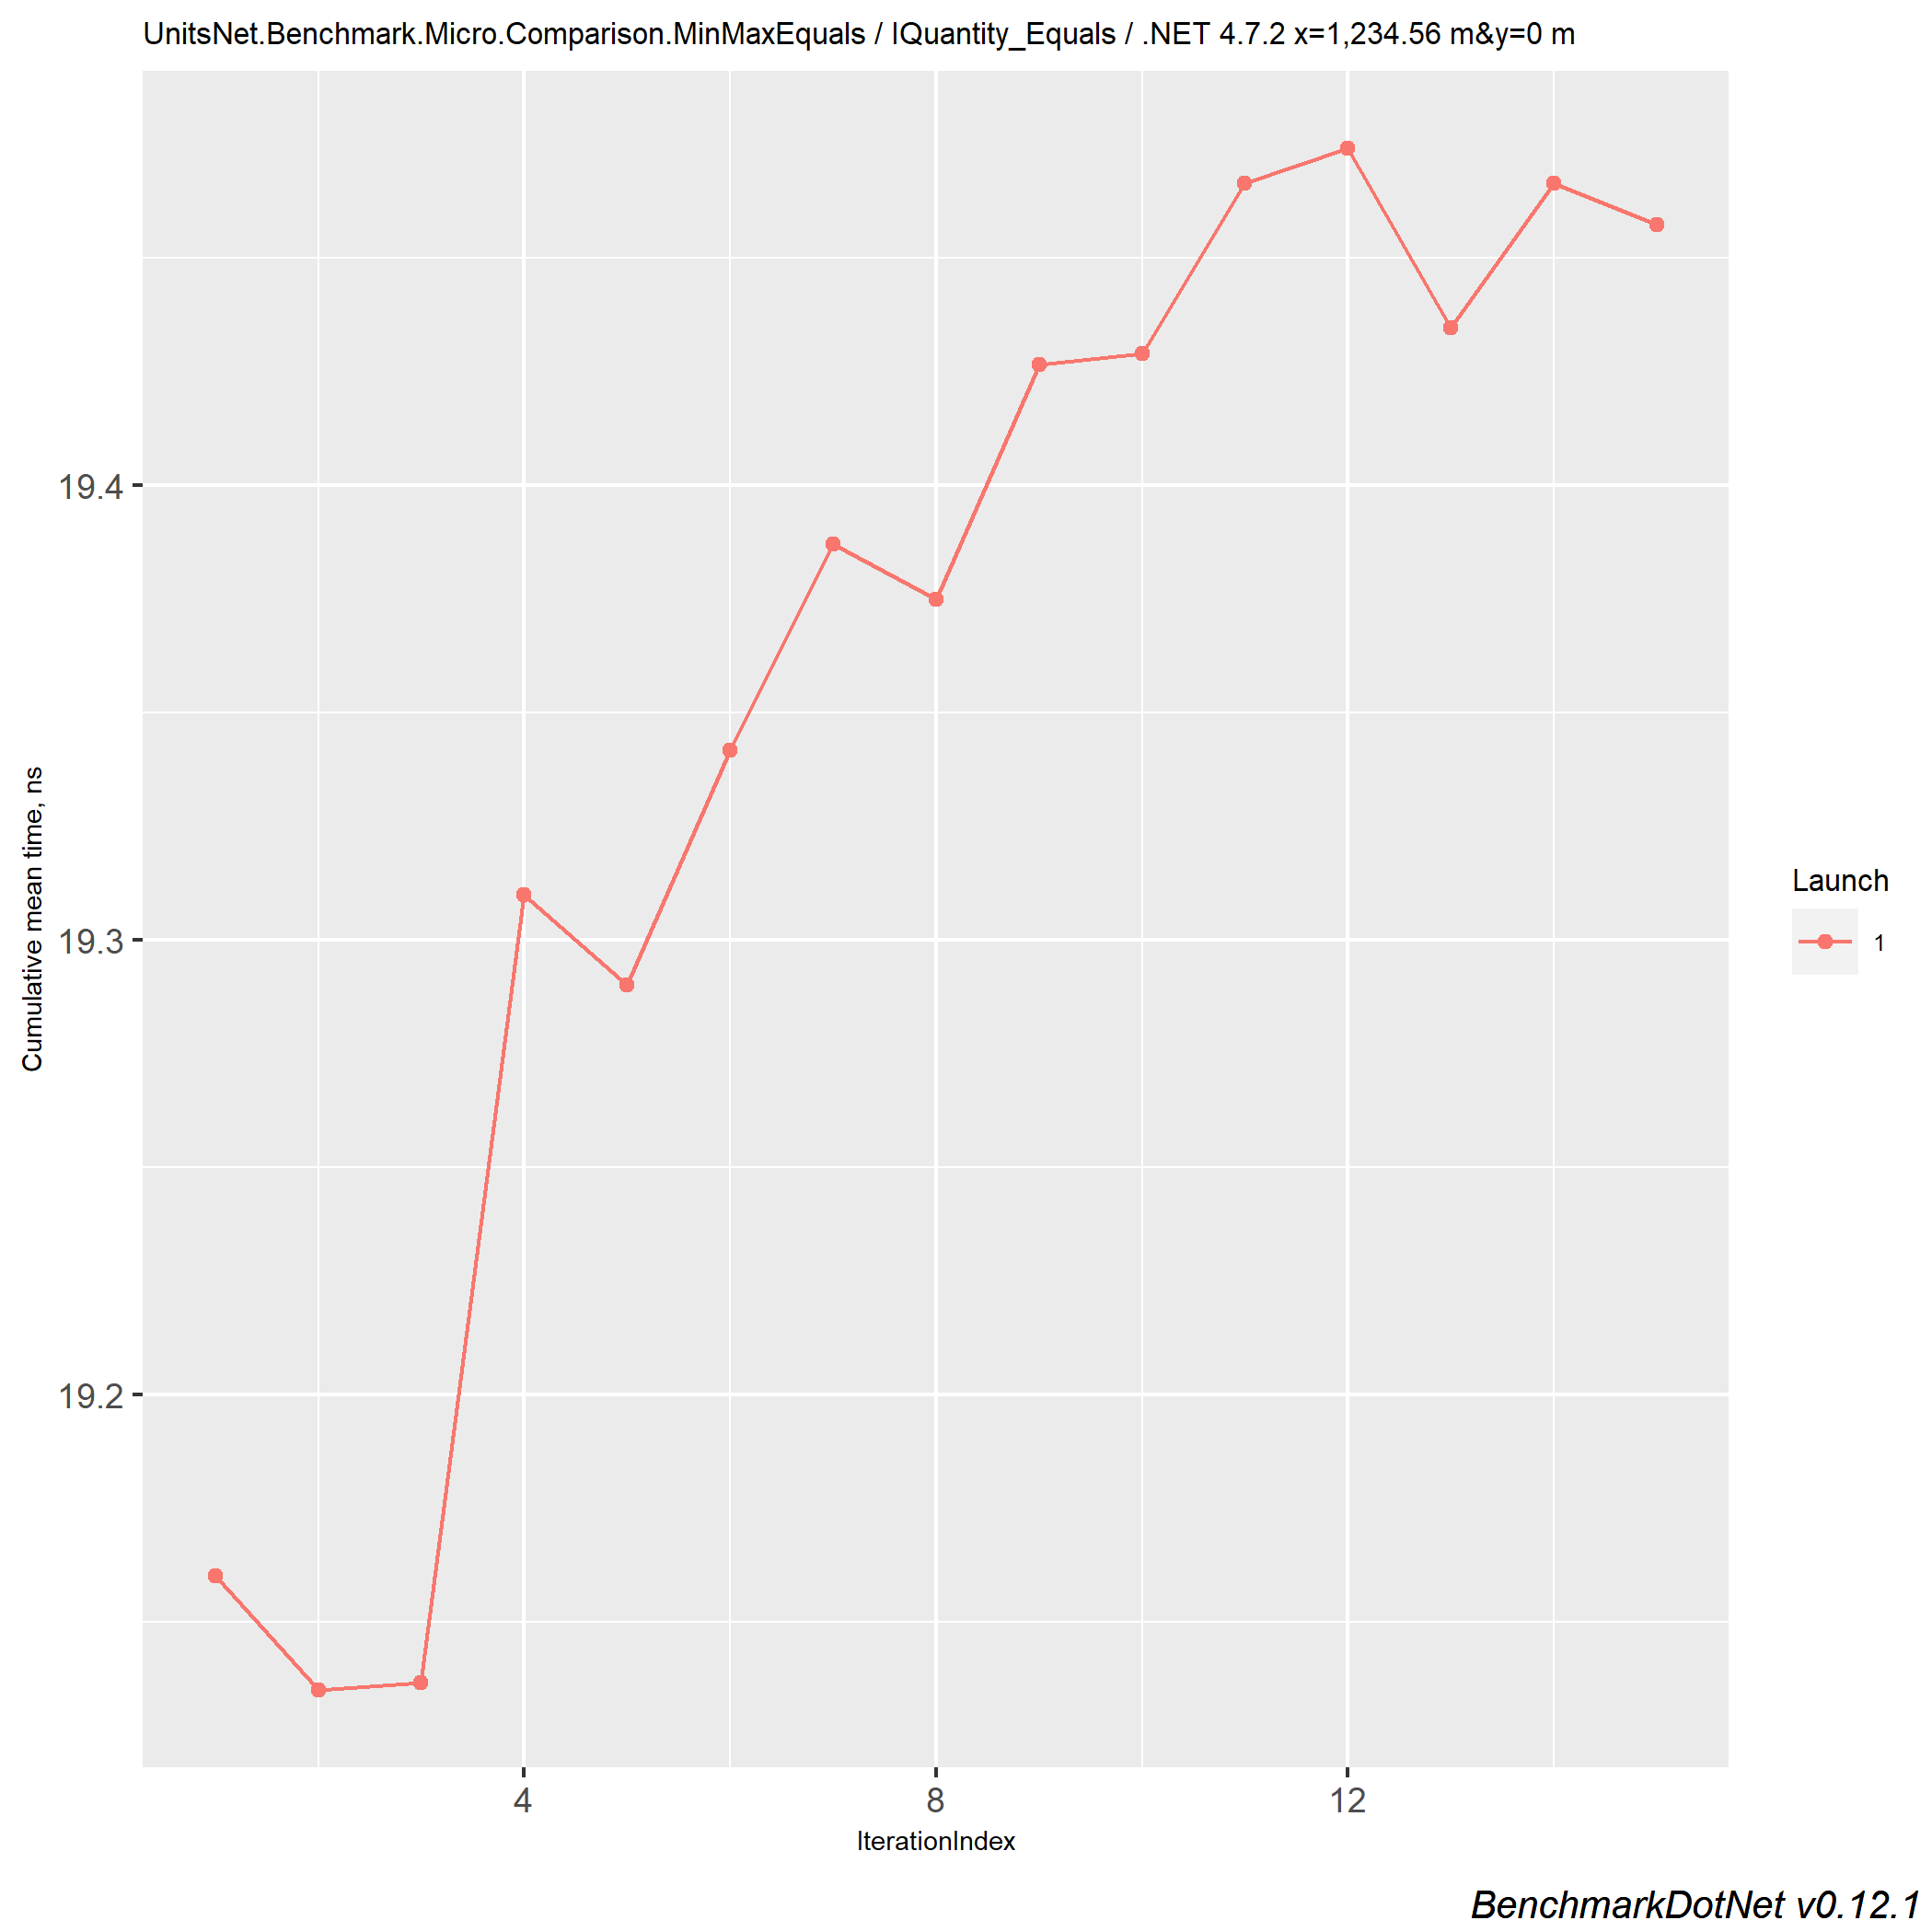 UnitsNet.Benchmark.Micro.Comparison.MinMaxEquals / IQuantity_Equals / .NET 4.7.2 x=1,234.56 m&y=0 m
Cumulative mean time, ns
19.4
19.3
19.2
4
8
12
IterationIndex
Launch
1
BenchmarkDotNet v0.12.1